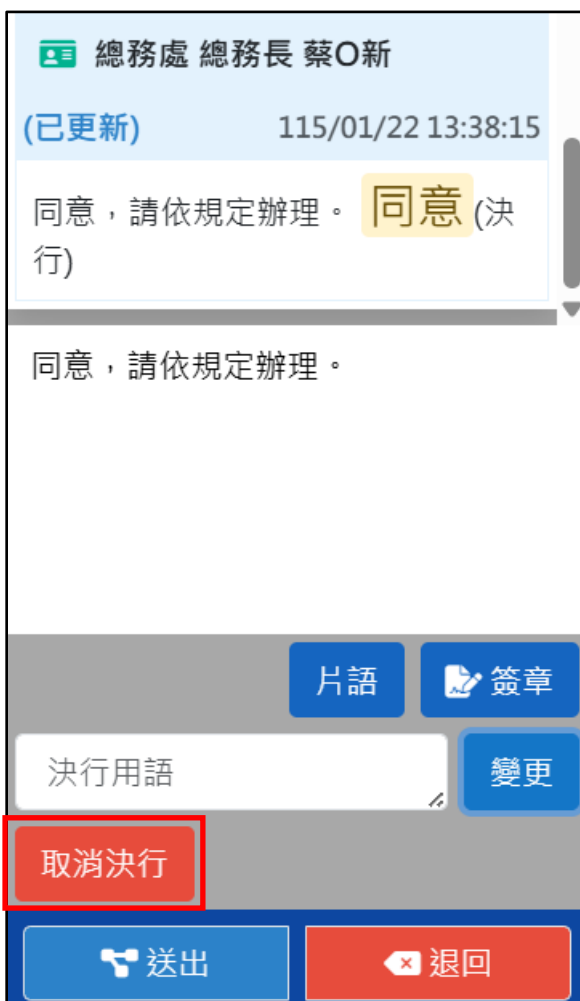 總務處 總務長 蔡O新
(已更新) 115/01/22 13:38:15
同意，請依規定辦理。 同意 (決
行)
同意，請依規定辦理。
片語 簽章
決行用語 變更
取消決行
送出 退回